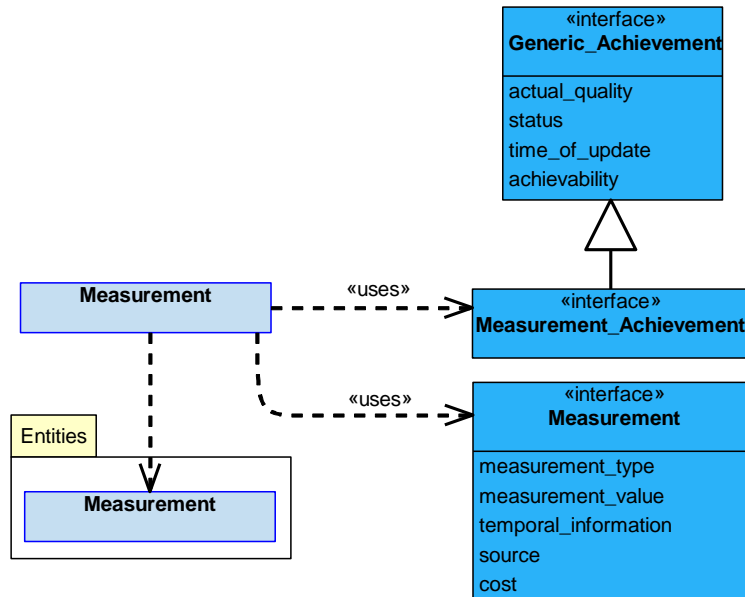 «interface»
Generic_Achievement
actual_quality
status
time_of_update
achievability
Measurement
«uses»
«interface»
Measurement_Achievement
«uses»
«interface»
Measurement
measurement_type
measurement_value
temporal_information
source
cost
Entities
Measurement